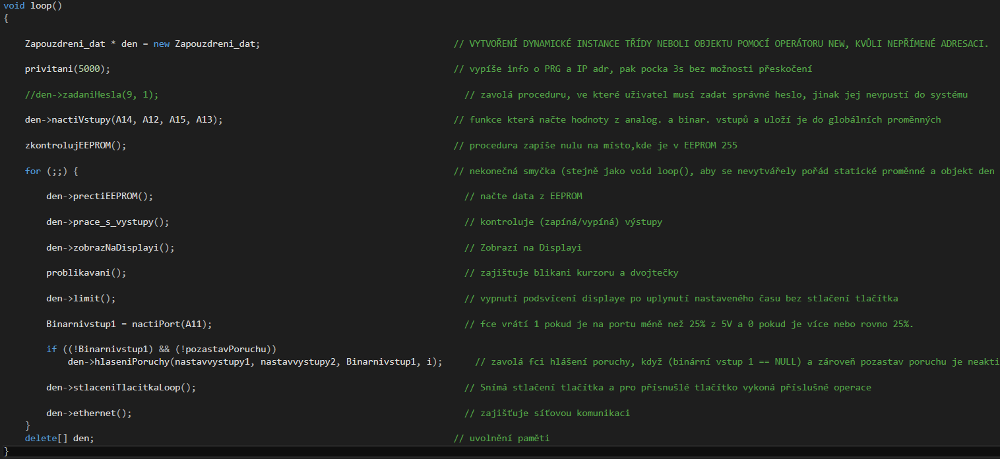 void loop()
{
Zapouzdreni_dat * den = new Zapouzdreni_dat; // VYTVOŘENÍ DYNAMICKÉ INSTANCE TŘÍDY NEBOLI OBJEKTU POMOCÍ OPERÁTORU NEW, KVŮLI NEPŘÍMENÉ ADRESACI.
privitani(5000); // vypíše info o PRG a IP adr, pak pocka 3s bez možnosti přeskočení
//den->zadaniHesla(9, 1); // zavolá proceduru, ve které uživatel musí zadat správné heslo, jinak jej nevpustí do systému
den->nactiVstupy(A14, A12, A15, A13); // funkce která načte hodnoty z analog. a binar. vstupů a uloží je do globálních proměnných
zkontrolujEEPROM(); // procedura zapíše nulu na místo,kde je v EEPROM 255
for (;;) { // nekonečná smyčka (stejně jako void loop(), aby se nevytvářely pořád statické proměnné a objekt den
den->prectiEEPROM(); // načte data z EEPROM
den->prace_s_vystupy(); // kontroluje (zapíná/vypíná) výstupy
den->zobrazNaDisplayi(); // Zobrazí na Displayi
problikavani(); // zajištuje blikani kurzoru a dvojtečky
den->limit(); // vypnutí podsvícení displaye po uplynutí nastaveného času bez stlačení tlačítka
Binarnivstup1 = nactiPort(A11); // fce vrátí 1 pokud je na portu méně než 25% z 5V a 0 pokud je více nebo rovno 25%.
if ((!Binarnivstup1) && (!pozastavPoruchu))
den->hlaseniPoruchy(nastavvystupy1, nastavvystupy2, Binarnivstup1, i); // zavolá fci hlášení poruchy, když (binární vstup 1 == NULL) a zároveň pozastav poruchu je neakti
den->stlaceniTlacitkaLoop(); // Snímá stlačení tlačítka a pro přísnušlé tlačítko vykoná příslušné operace
den->ethernet(); // zajišťuje síťovou komunikaci
}
delete[] den; // uvolnění paměti
}